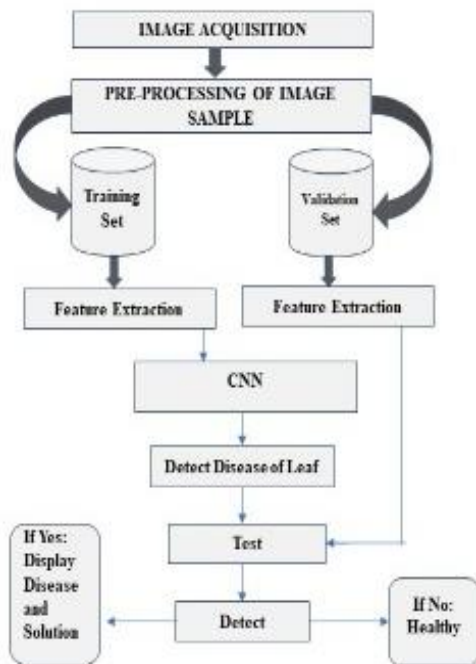 IMAGE ACQUISITION
PRE-PROCESSING OF IMAGE
SAMPLE
Training
Set
Validation
Set
Feature Extraction
Feature Extraction
CNN
Detect Disease of Leaf
Test
If Yes:
Display
Disease
and
Solution
Detect
If No:
Healthy